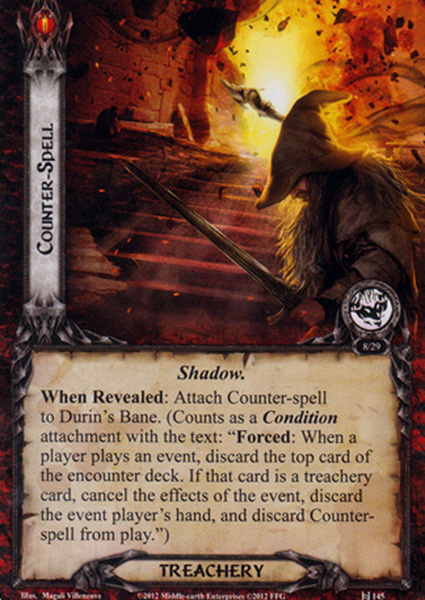 COUNTER-SPELL
8/29
Shadow.
When Revealed: Attach Counter-spell
to Durin's Bane. (Counts as a Condition
attachment with the text: “Forced: When a
player plays an event, discard the top card of
the encounter deck. If that card is a treachery
card, cancel the effects of the event, discard
the event player's hand, and discard Counter-
spell from play.”)
TREACHERY
Illus. Magali Villeneuve
©2012 Middle-earth Enterprises ©2012 FFG
145